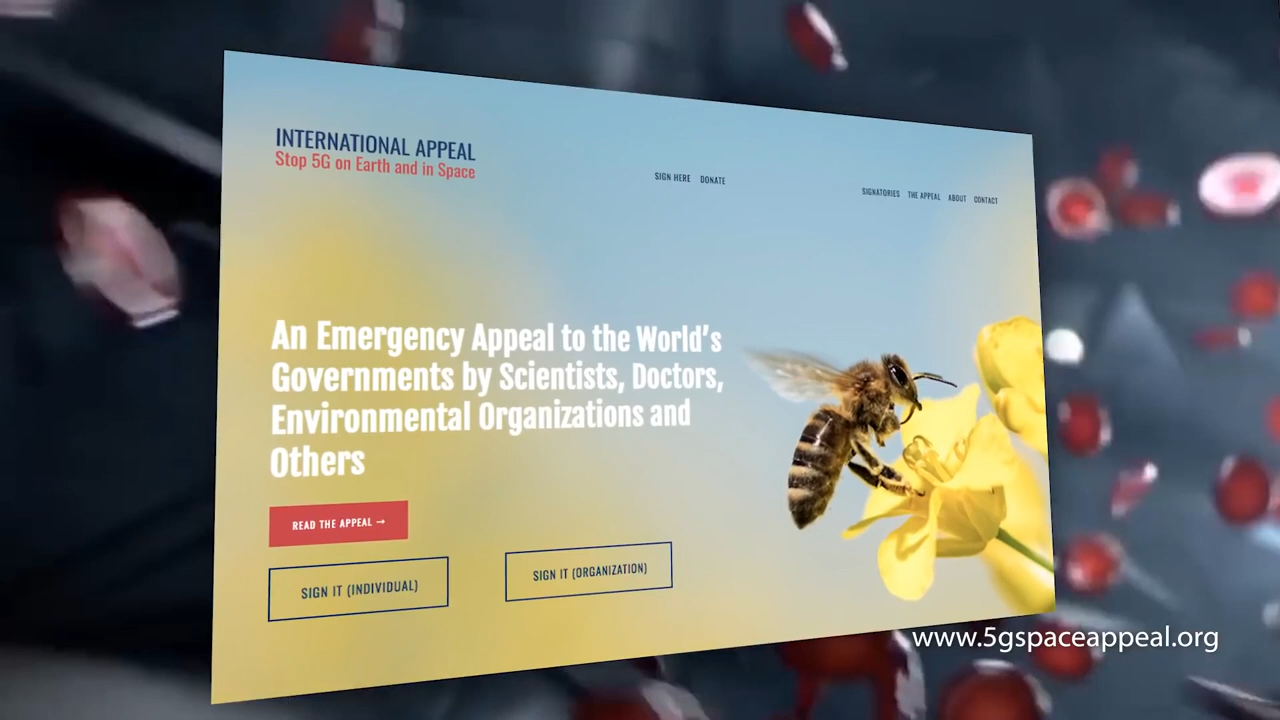 INTERNATIONAL APPEAL
Stop 5G on Earth and in Space
SIGN HERE DONATE
SIGNATORIES THE APPEAL ABOUT CONTACT
An Emergency Appeal to the World's
Governments by Scientists, Doctors,
Environmental Organizations and
Others
READ THE APPEAL →
SIGN IT (INDIVIDUAL)
SIGN IT (ORGANIZATION)
www.5gspaceappeal.org